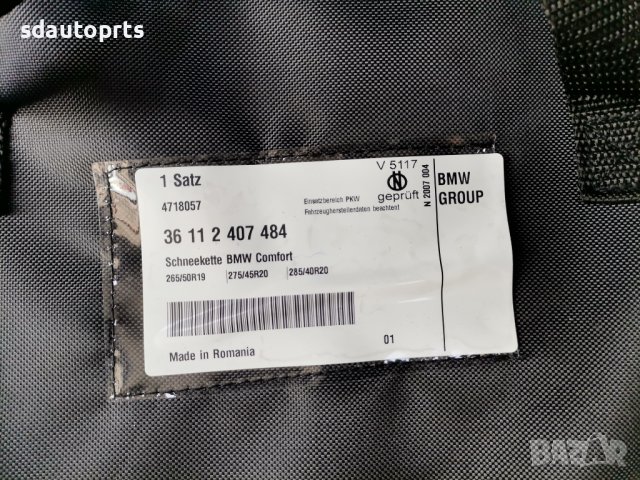 sdautoprts
1 Satz
4718057
36 11 2 407 484
Schneekette BMW Comfort
265/50R19 275/45R20 285/40R20
Made in Romania
01
Einsatzbereich PKW
Fahrzeugherstellerdaten beachten!
V 5117
geprüft
N 2007 004
BMW
GROUP
BAZAR